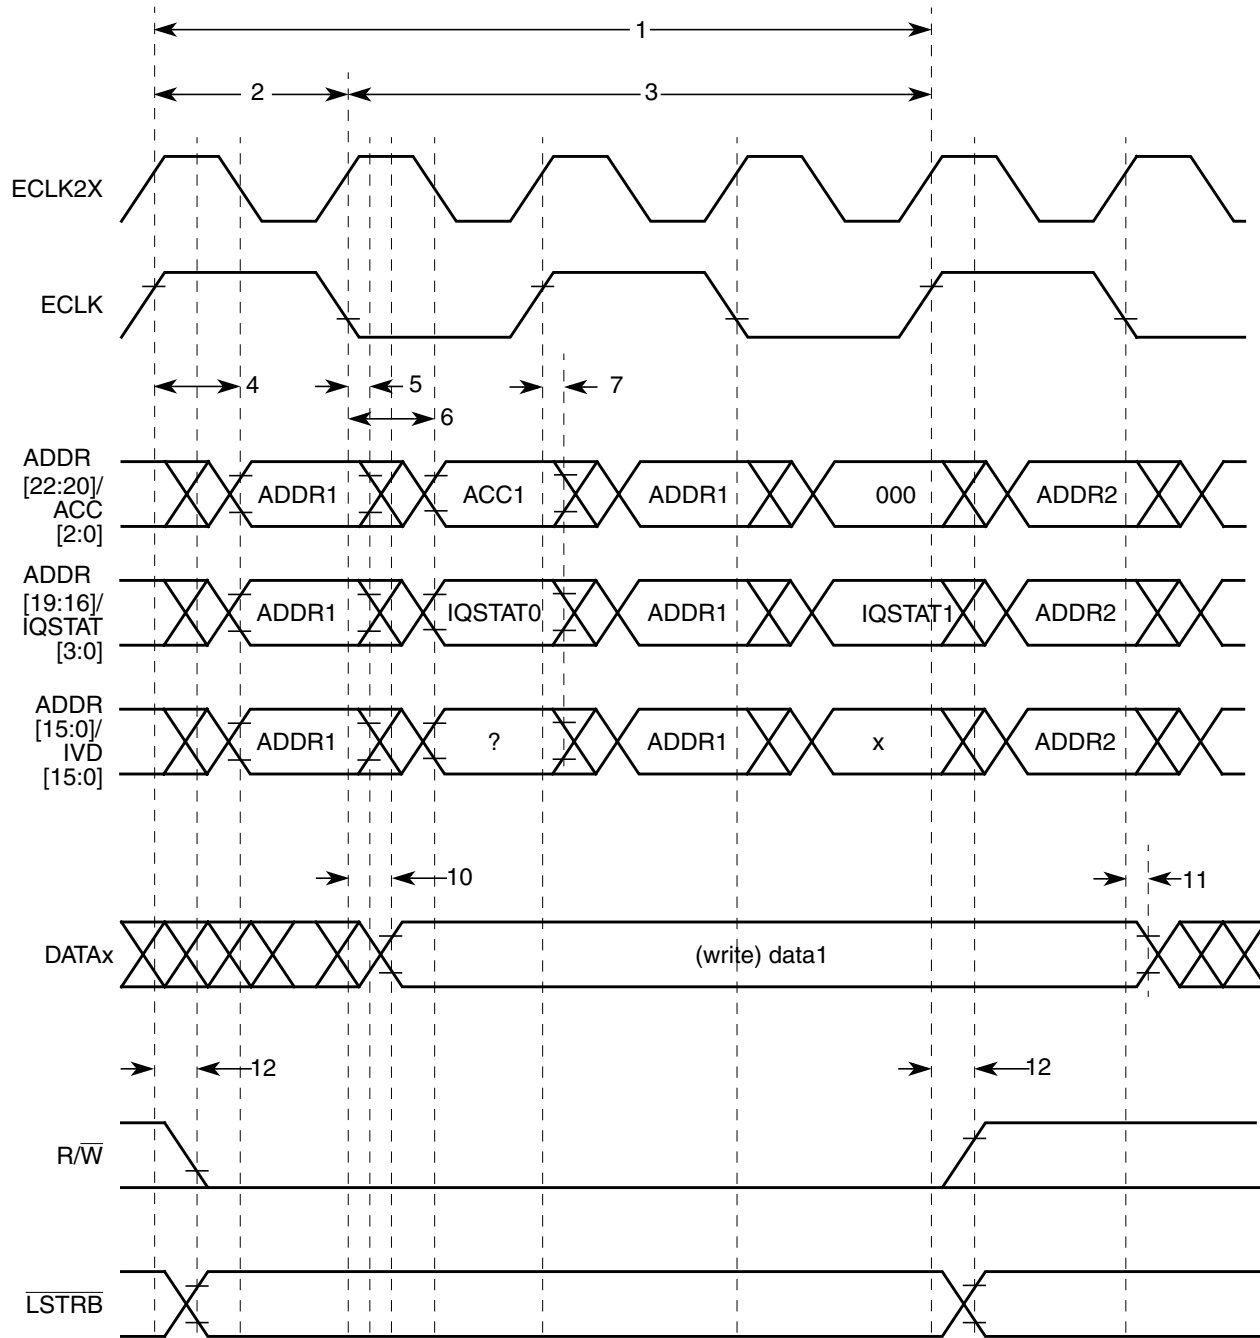 1
2
3
ECLK2X
ECLK
4
5
7
6
ADDR
[22:20]/
ACC
[2:0]
ADDR1
ACC1
ADDR1
000
ADDR2
ADDR
[19:16]/
IQSTAT
[3:0]
ADDR1
IQSTAT0
ADDR1
IQSTAT1
ADDR2
ADDR
[15:0]/
IVD
[15:0]
ADDR1
?
ADDR1
x
ADDR2
10
11
DATAx
(write) data1
12
12
R/W̅
L̅S̅T̅R̅B̅